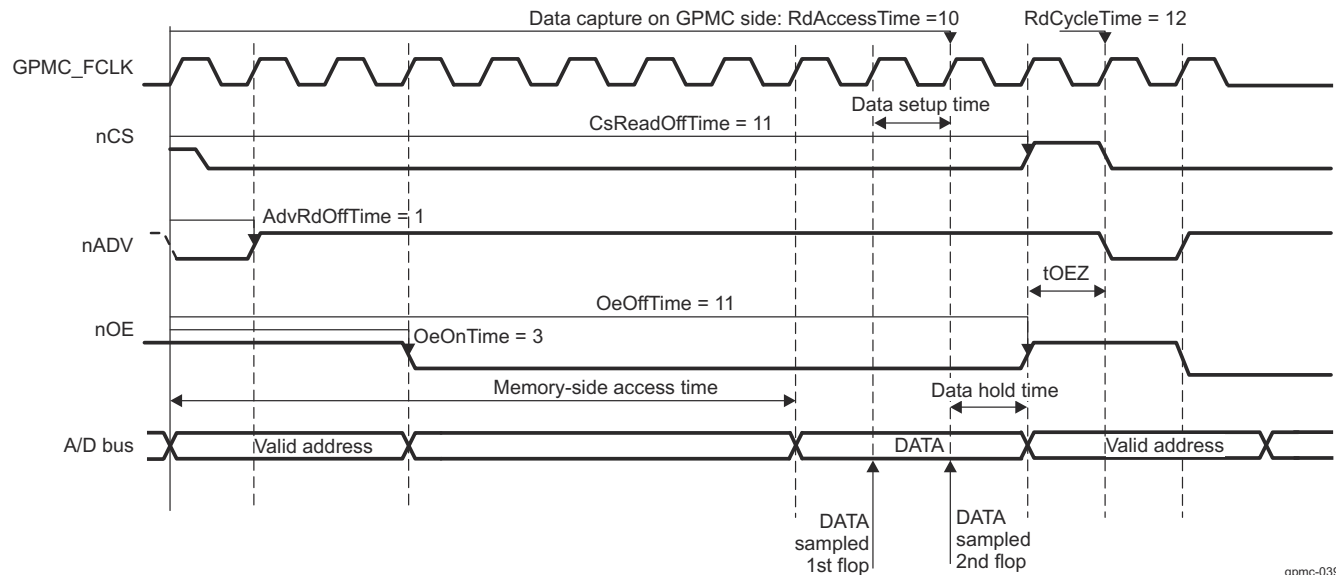 Data capture on GPMC side: RdAccessTime =10
RdCycleTime = 12
GPMC_FCLK
Data setup time
nCS
CsReadOffTime = 11
AdvRdOffTime = 1
nADV
tOEZ
OeOffTime = 11
nOE
OeOnTime = 3
Memory-side access time
Data hold time
A/D bus
Valid address
DATA
Valid address
DATA
sampled
1st flop
DATA
sampled
2nd flop
gpmc-039